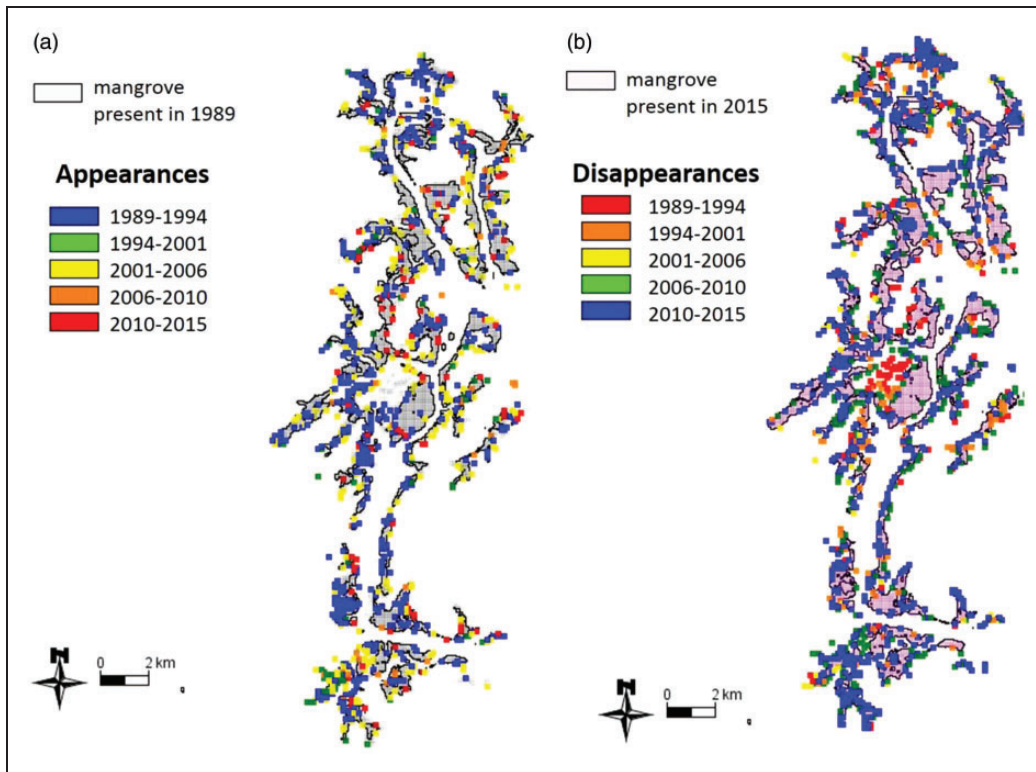 (a)
mangrove
present in 1989
Appearances
1989-1994
1994-2001
2001-2006
2006-2010
2010-2015
N
0 2 km
(b)
mangrove
present in 2015
Disappearances
1989-1994
1994-2001
2001-2006
2006-2010
2010-2015
N
0 2 km